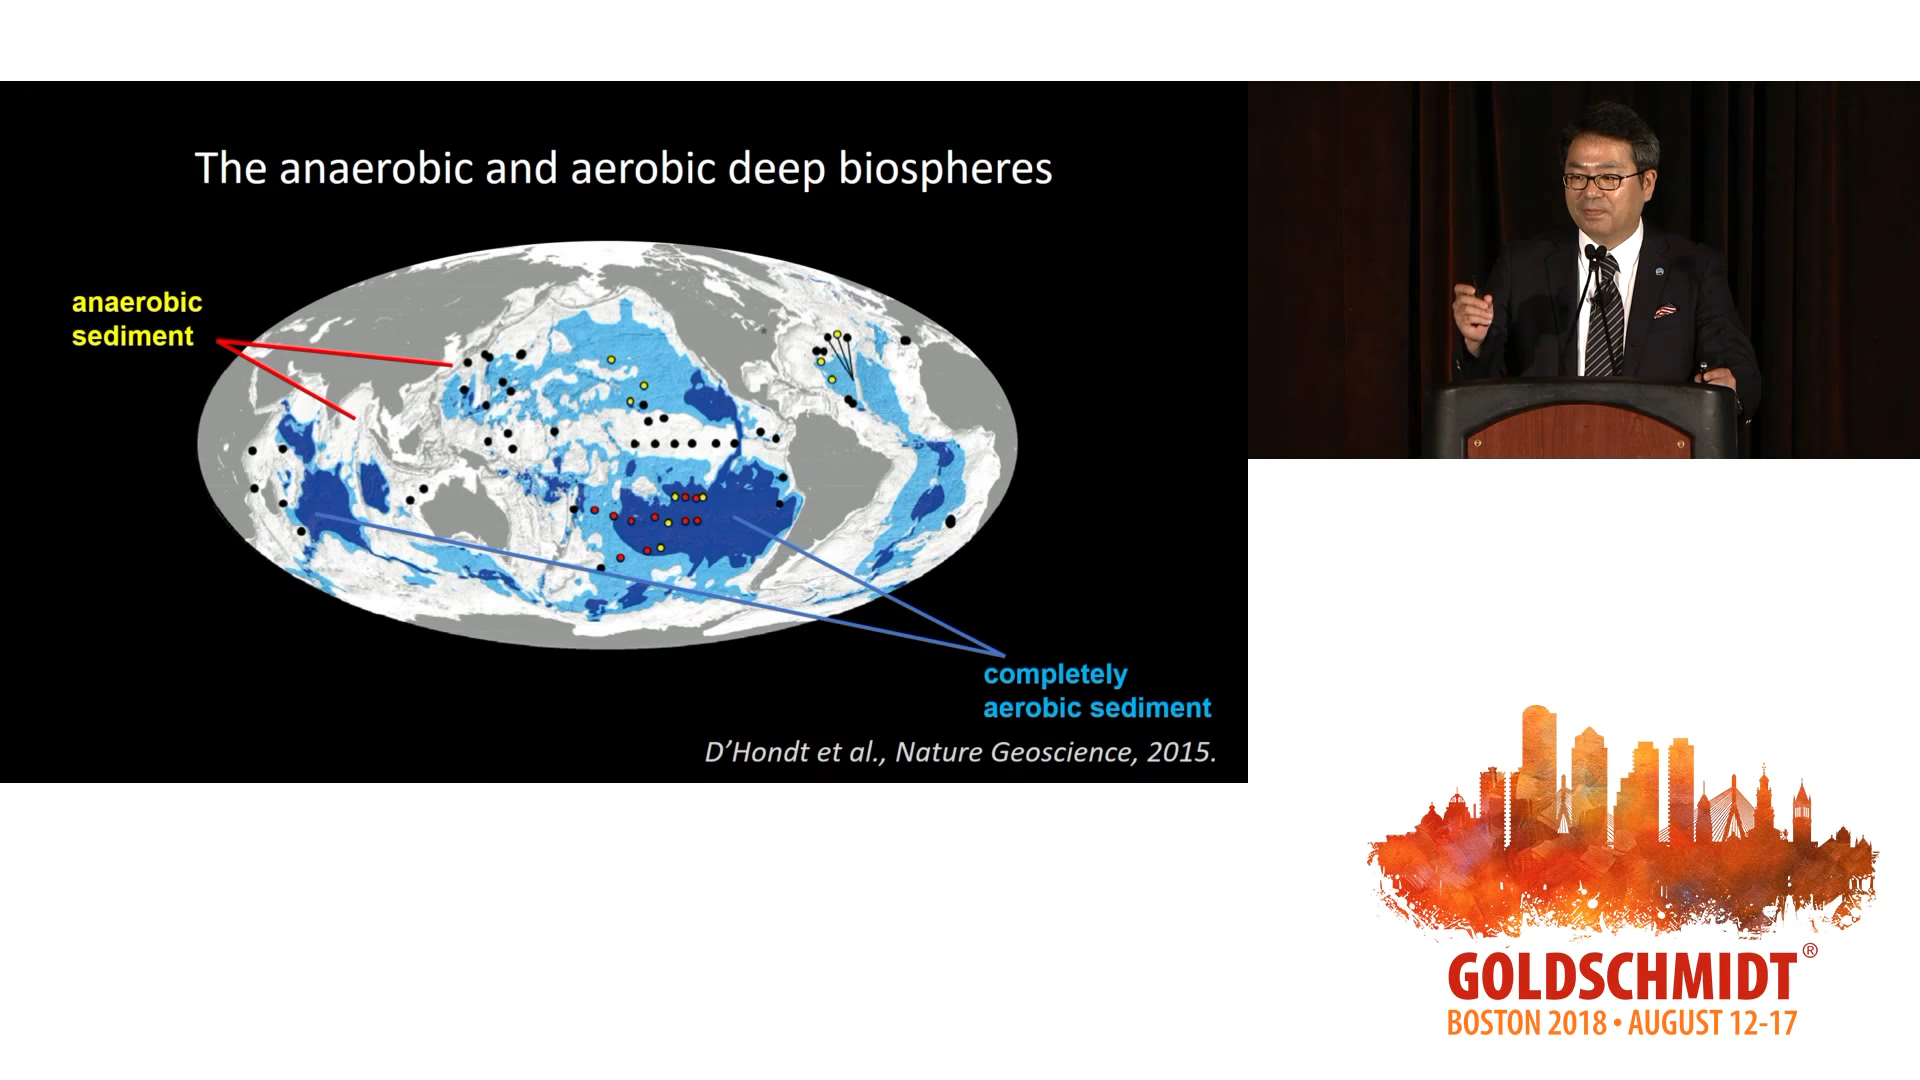 The anaerobic and aerobic deep biospheres
anaerobic
sediment
completely
aerobic sediment
D'Hondt et al., Nature Geoscience, 2015.
GOLDSCHMIDT®
BOSTON 2018 • AUGUST 12-17